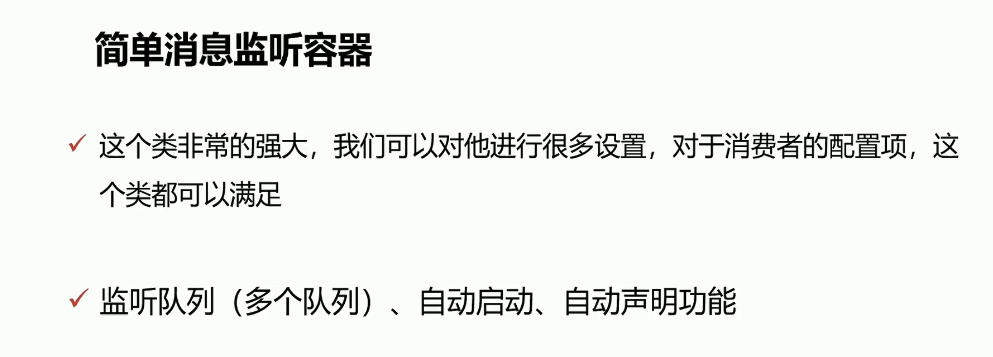 简单消息监听容器
✓ 这个类非常的强大，我们可以对他进行很多设置，对于消费者的配置项，这
个类都可以满足
✓ 监听队列（多个队列）、自动启动、自动声明功能